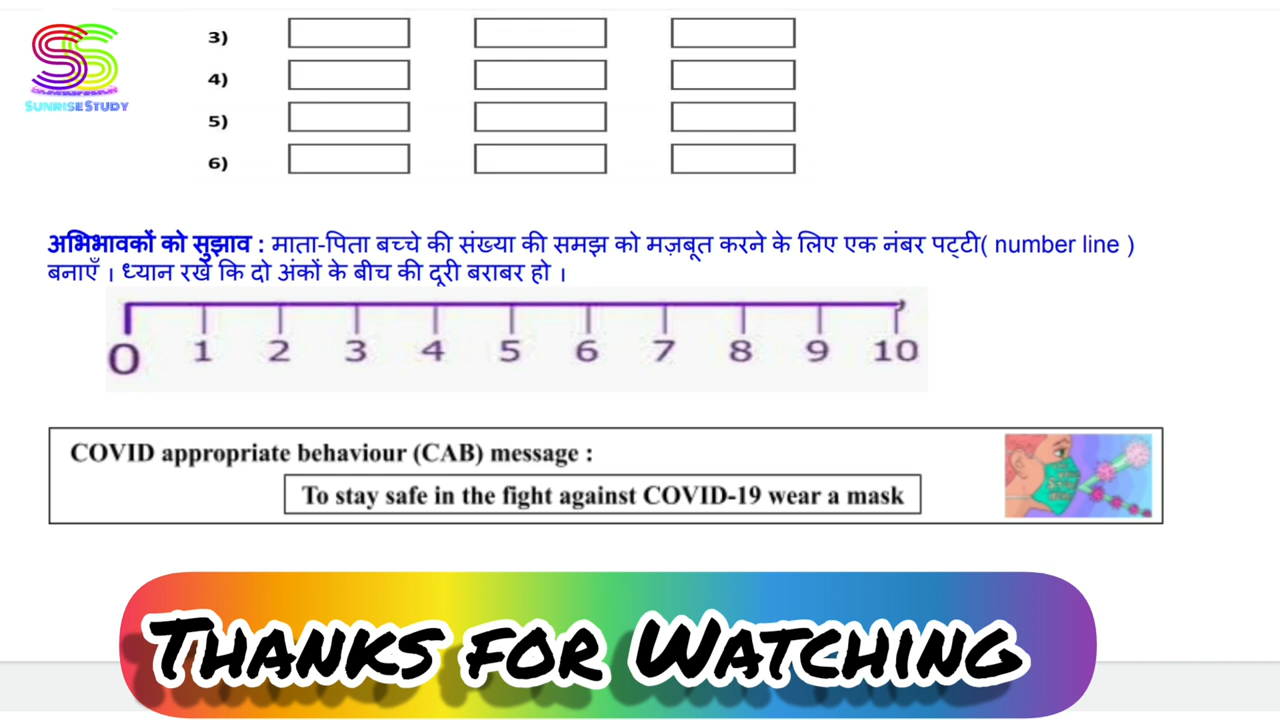 SUNRISE STUDY
3)
4)
5)
6)
अभिभावकों को सुझाव : माता-पिता बच्चे की संख्या की समझ को मज़बूत करने के लिए एक नंबर पट्टी( number line )
बनाएँ । ध्यान रखें कि दो अंकों के बीच की दूरी बराबर हो ।
0 1 2 3 4 5 6 7 8 9 10
COVID appropriate behaviour (CAB) message :
To stay safe in the fight against COVID-19 wear a mask
THANKS FOR WATCHING